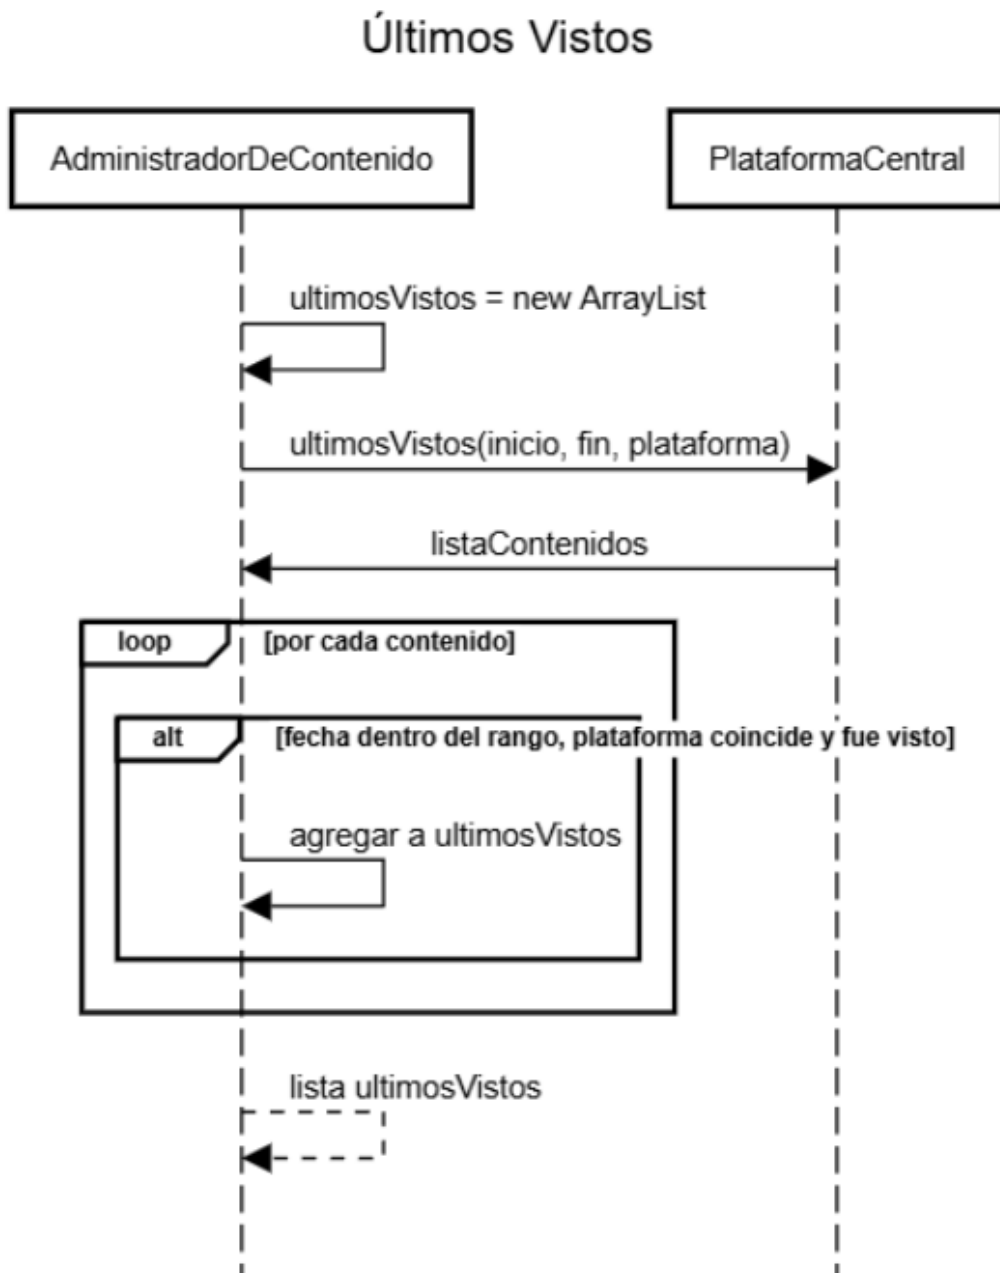 Últimos Vistos
AdministradorDeContenido
PlataformaCentral
ultimosVistos = new ArrayList
ultimosVistos(inicio, fin, plataforma)
listaContenidos
loop
[por cada contenido]
alt
[fecha dentro del rango, plataforma coincide y fue visto]
agregar a ultimosVistos
lista ultimosVistos